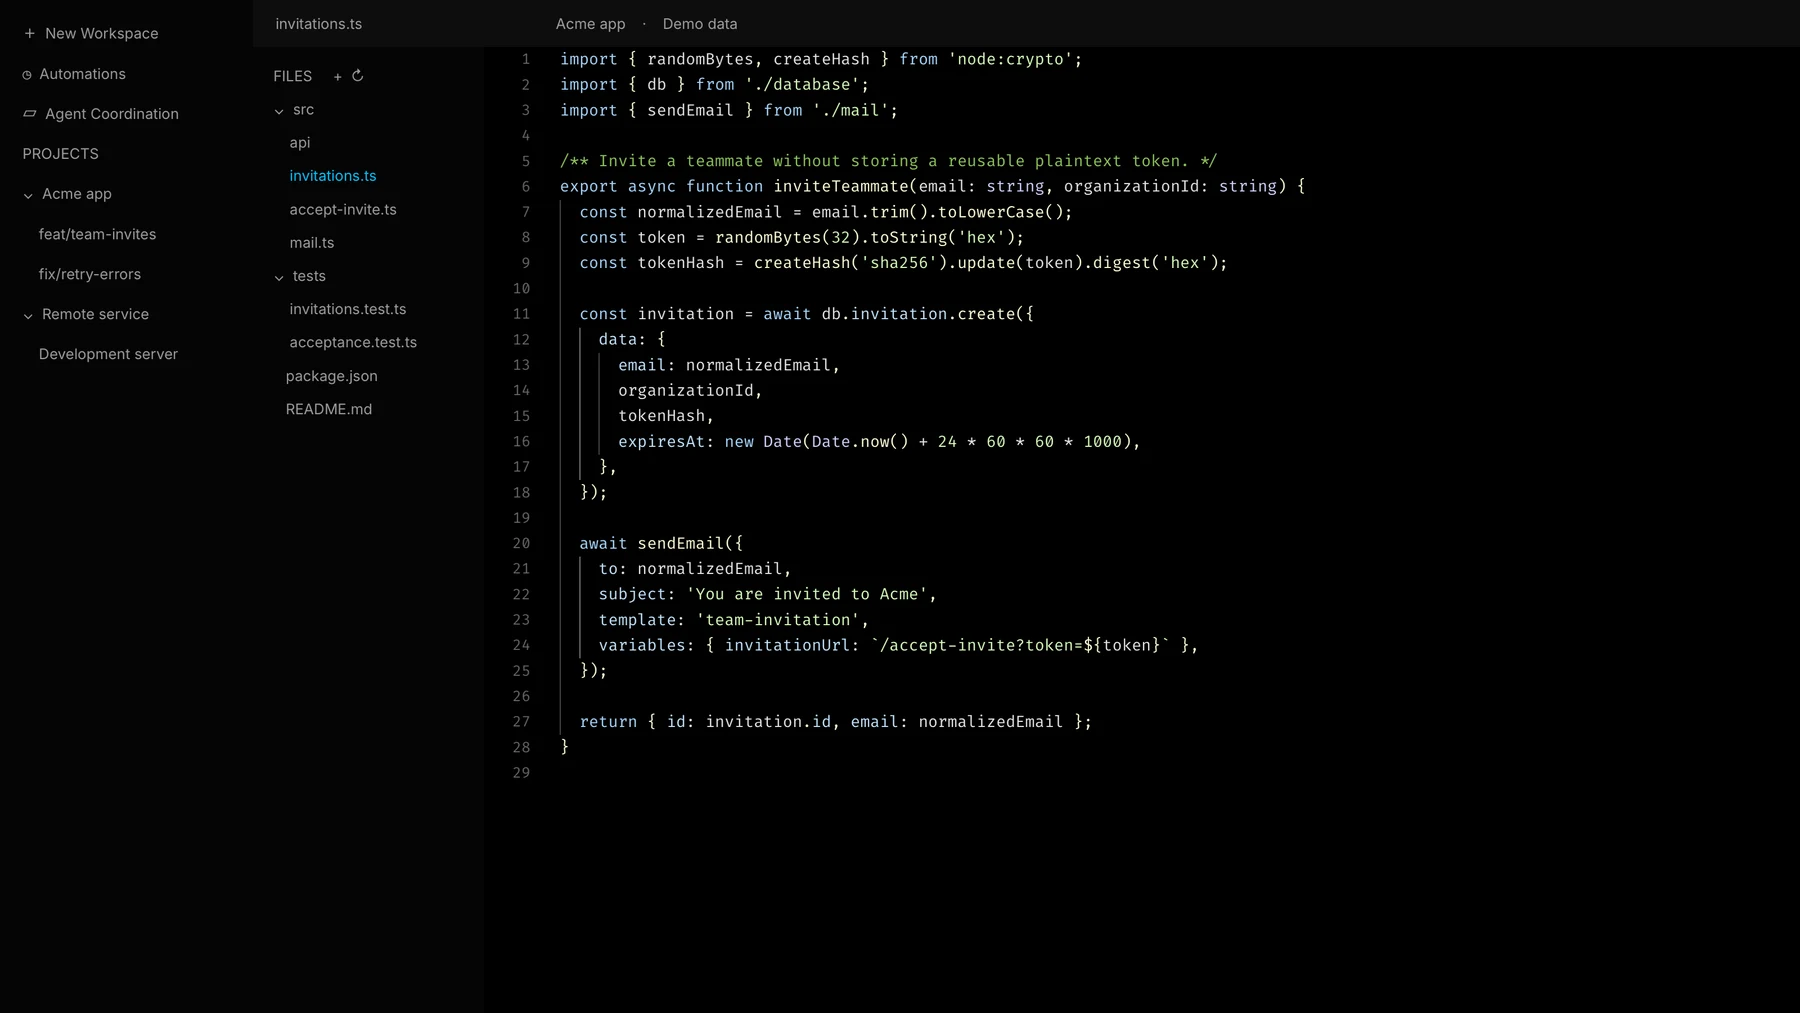 + New Workspace
Automations
Agent Coordination
PROJECTS
Acme app
feat/team-invites
fix/retry-errors
Remote service
Development server
invitations.ts
Acme app · Demo data
FILES +
src
api
invitations.ts
accept-invite.ts
mail.ts
tests
invitations.test.ts
acceptance.test.ts
package.json
README.md
1 import { randomBytes, createHash } from 'node:crypto';
2 import { db } from './database';
3 import { sendEmail } from './mail';
4
5 /** Invite a teammate without storing a reusable plaintext token. */
6 export async function inviteTeammate(email: string, organizationId: string) {
7 const normalizedEmail = email.trim().toLowerCase();
8 const token = randomBytes(32).toString('hex');
9 const tokenHash = createHash('sha256').update(token).digest('hex');
10
11 const invitation = await db.invitation.create({
12 data: {
13 email: normalizedEmail,
14 organizationId,
15 tokenHash,
16 expiresAt: new Date(Date.now() + 24 * 60 * 60 * 1000),
17 },
18 });
19
20 await sendEmail({
21 to: normalizedEmail,
22 subject: 'You are invited to Acme',
23 template: 'team-invitation',
24 variables: { invitationUrl: `/accept-invite?token=${token}` },
25 });
26
27 return { id: invitation.id, email: normalizedEmail };
28 }
29